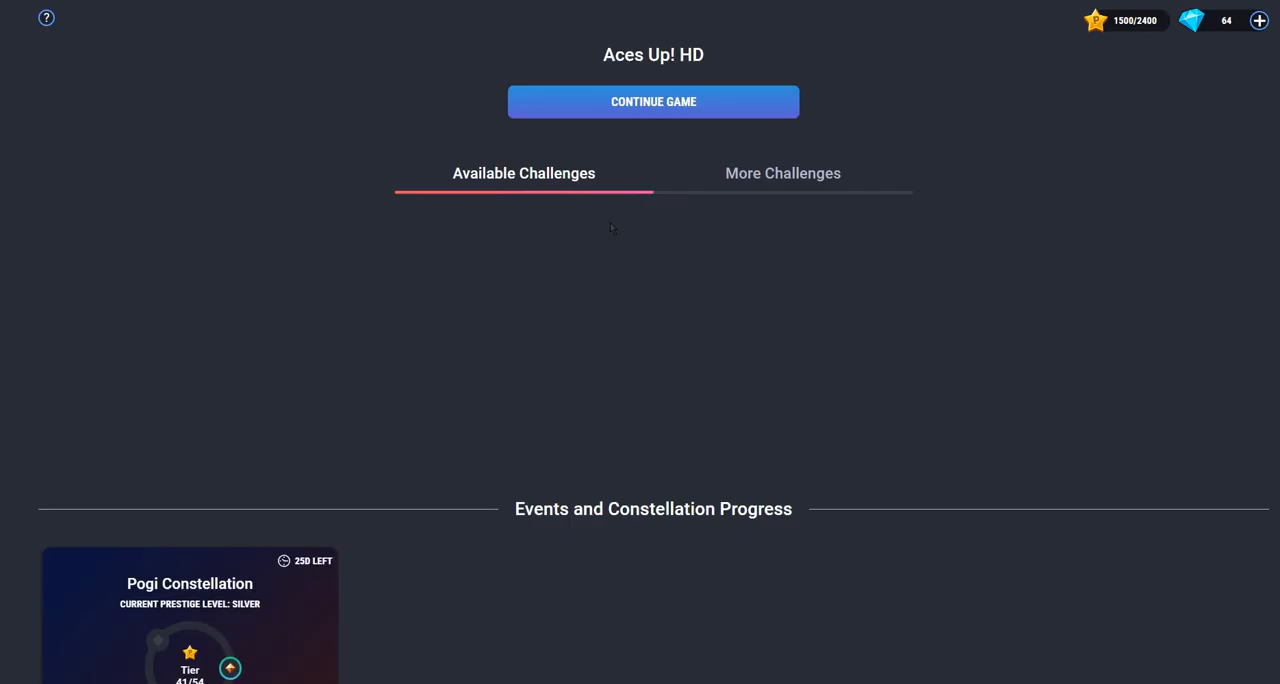 ?
1500/2400
64
Aces Up! HD
CONTINUE GAME
Available Challenges
More Challenges
Events and Constellation Progress
25D LEFT
Pogi Constellation
CURRENT PRESTIGE LEVEL: SILVER
P
Tier
41/54